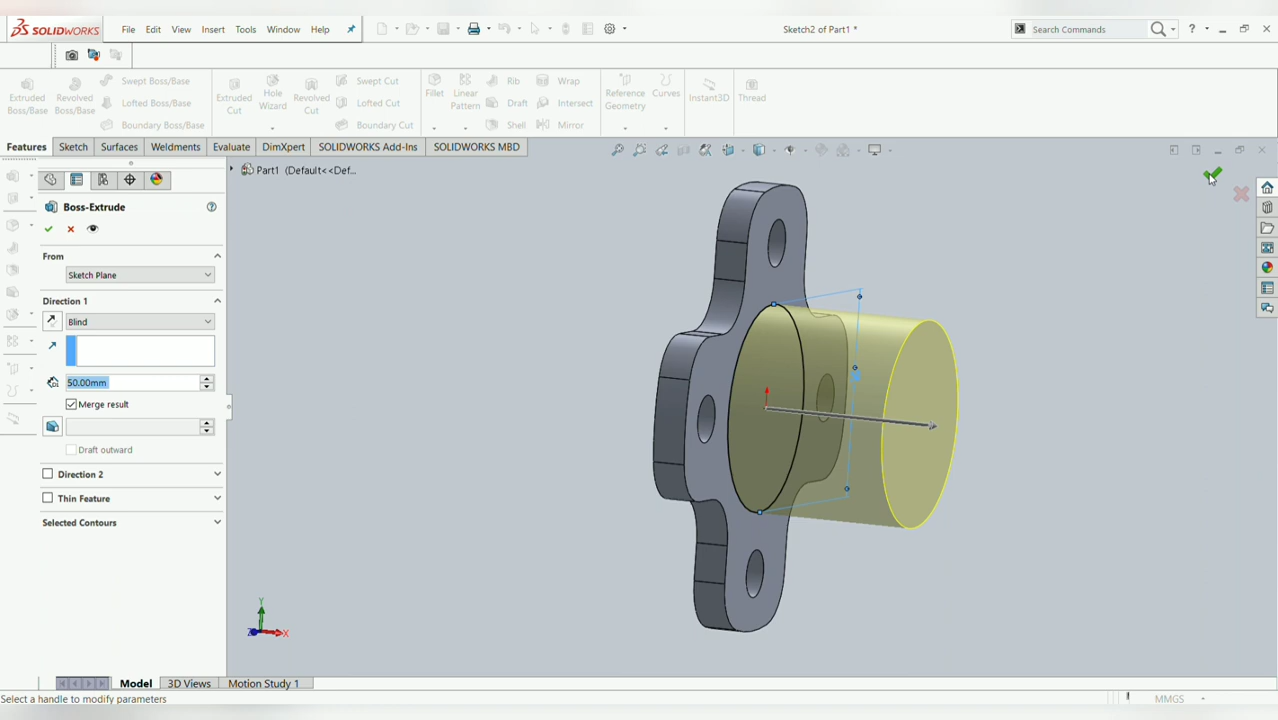 SOLIDWORKS File Edit View Insert Tools Window Help Sketch2 of Part1 * Search Commands ?
Extruded Boss/Base
Revolved Boss/Base
Swept Boss/Base
Lofted Boss/Base
Boundary Boss/Base
Extruded Cut
Hole Wizard
Revolved Cut
Swept Cut
Lofted Cut
Boundary Cut
Fillet
Linear Pattern
Rib
Draft
Shell
Wrap
Intersect
Mirror
Reference Geometry
Curves
Instant3D
Thread
Features Sketch Surfaces Weldments Evaluate DimXpert SOLIDWORKS Add-Ins SOLIDWORKS MBD
Part1 (Default<<Def...
Boss-Extrude
From
Sketch Plane
Direction 1
Blind
50.00mm
Merge result
Draft outward
Direction 2
Thin Feature
Selected Contours
Y
Z X
Model 3D Views Motion Study 1
Select a handle to modify parameters MMGS